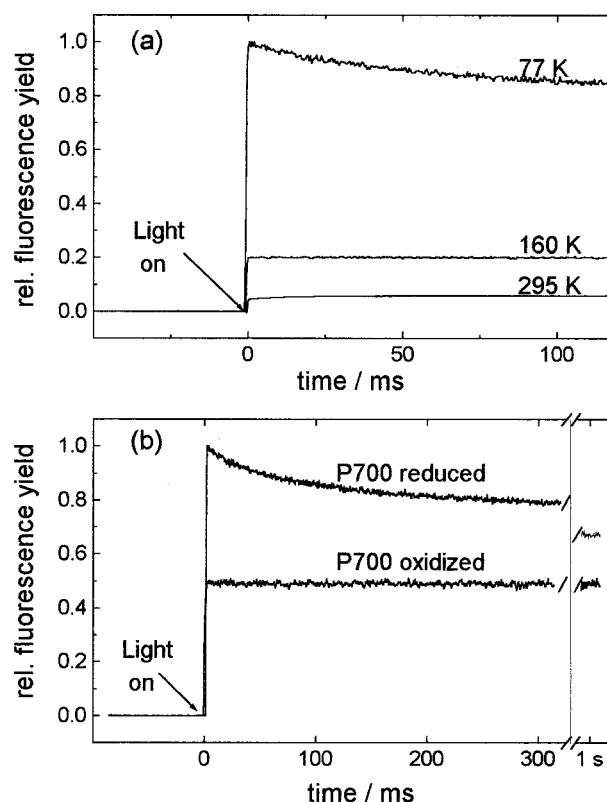 (a)
rel. fluorescence yield
1.0
0.8
0.6
0.4
0.2
0.0
77 K
160 K
295 K
Light
on
0
50
100
time / ms
(b)
rel. fluorescence yield
1.0
0.8
0.6
0.4
0.2
0.0
P700 reduced
P700 oxidized
Light
on
0
100
200
300
1 s
time / ms